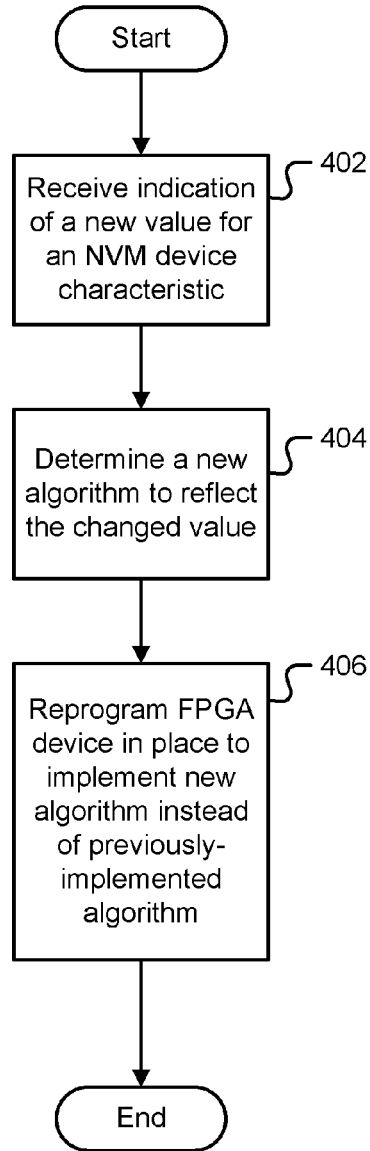 Start
402
Receive indication
of a new value for
an NVM device
characteristic
404
Determine a new
algorithm to reflect
the changed value
406
Reprogram FPGA
device in place to
implement new
algorithm instead
of previously-
implemented
algorithm
End